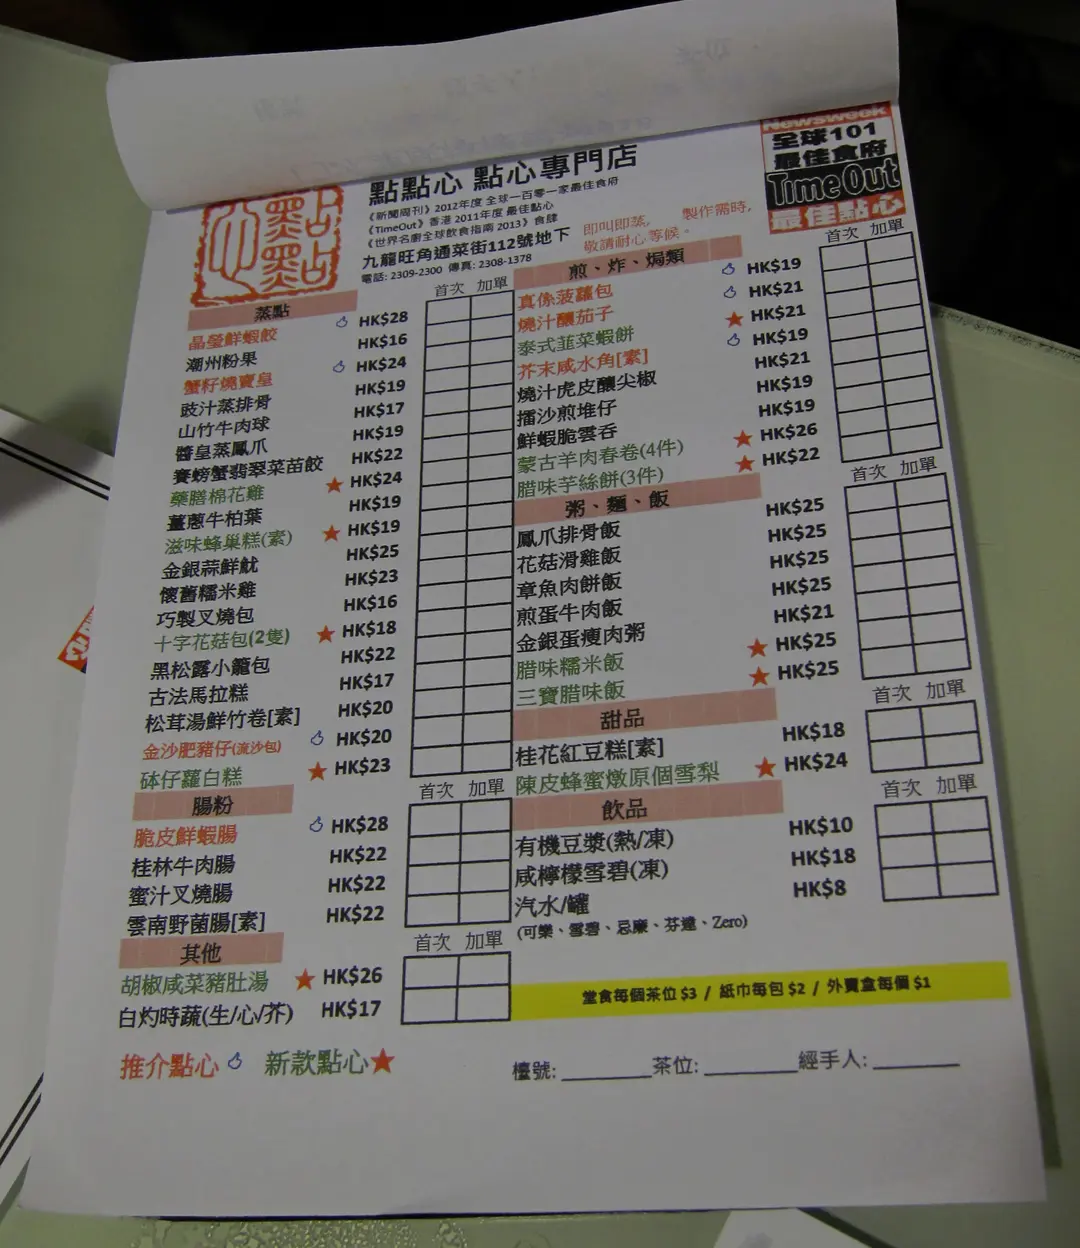 點點心 點心專門店
《新聞周刊》2012年度 全球一百零一家最佳食府
《TimeOut》香港 2011年度 最佳點心
《世界名廚全球飲食指南 2013》食肆
九龍旺角通菜街112號地下
電話: 2309-2300 傳真: 2308-1378
即叫即蒸, 製作需時,
敬請耐心等候。
Newsweek
全球101
最佳食府
TimeOut
最佳點心
點點心
蒸點 首次 加單
晶瑩鮮蝦餃 HK$28
潮州粉果 HK$16
蟹籽燒賣皇 HK$24
豉汁蒸排骨 HK$19
山竹牛肉球 HK$17
醬皇蒸鳳爪 HK$19
賽螃蟹翡翠菜苗餃 HK$22
藥膳棉花雞 ★ HK$24
薑蔥牛柏葉 HK$19
滋味蜂巢糕(素) ★ HK$19
金銀蒜鮮魷 HK$25
懷舊糯米雞 HK$23
巧製叉燒包 HK$16
十字花菇包(2隻) ★ HK$18
黑松露小籠包 HK$22
古法馬拉糕 HK$17
松茸湯鮮竹卷[素] HK$20
金沙肥豬仔(流沙包) HK$20
砵仔蘿白糕 ★ HK$23
腸粉 首次 加單
脆皮鮮蝦腸 HK$28
桂林牛肉腸 HK$22
蜜汁叉燒腸 HK$22
雲南野菌腸[素] HK$22
其他 首次 加單
胡椒咸菜豬肚湯 ★ HK$26
白灼時蔬(生/心/芥) HK$17
推介點心 新款點心★
煎、炸、焗類 首次 加單
真係菠蘿包 HK$19
燒汁釀茄子 HK$21
泰式韮菜蝦餅 ★ HK$21
芥末咸水角[素] HK$19
燒汁虎皮釀尖椒 HK$21
擂沙煎堆仔 HK$19
鮮蝦脆雲吞 HK$19
蒙古羊肉春卷(4件) ★ HK$26
腊味芋絲餅(3件) ★ HK$22
粥、麵、飯 首次 加單
鳳爪排骨飯 HK$25
花菇滑雞飯 HK$25
章魚肉餅飯 HK$25
煎蛋牛肉飯 HK$25
金銀蛋瘦肉粥 HK$21
腊味糯米飯 ★ HK$25
三寶腊味飯 ★ HK$25
甜品 首次 加單
桂花紅豆糕[素] HK$18
陳皮蜂蜜燉原個雪梨 ★ HK$24
飲品 首次 加單
有機豆漿(熱/凍) HK$10
咸檸檬雪碧(凍) HK$18
汽水/罐 HK$8
(可樂、雪碧、忌廉、芬達、Zero)
堂食每個茶位 $3 / 紙巾每包 $2 / 外賣盒每個 $1
檯號: ________茶位: ________經手人: ________